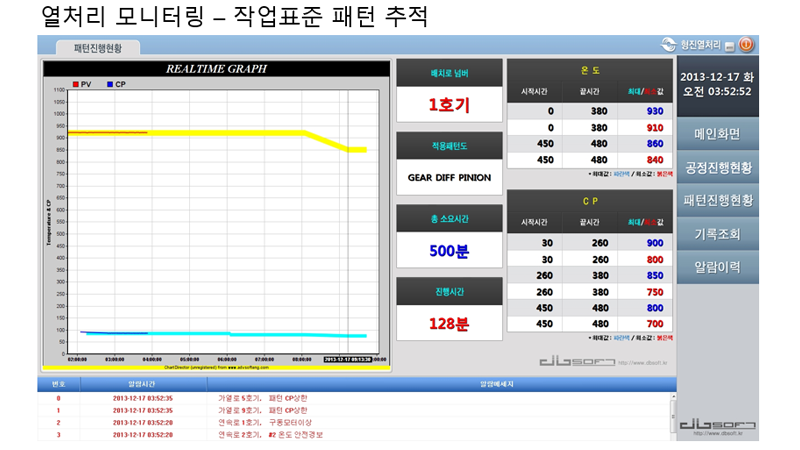 열처리 모니터링 – 작업표준 패턴 추적
패턴진행현황
형진열처리
REALTIME GRAPH
PV CP
1100
1050
1000
950
900
850
800
750
700
650
600
550
500
450
400
350
300
250
200
150
100
50
0
Temperature & CP
02:00:00 03:00:00 04:00:00 05:00:00 06:00:00 07:00:00 08:00:00 2013-12-17 09:13:38 :00:00
ChartDirector (unregistered) from www.advsofteng.com
배치로 넘버
1호기
적용패턴도
GEAR DIFF PINION
총 소요시간
500분
진행시간
128분
온 도
시작시간 끝시간 최대/최소값
0 380 930
0 380 910
450 480 860
450 480 840
* 최대값 : 파란색 / 최소값 : 붉은색
C P
시작시간 끝시간 최대/최소값
30 260 900
30 260 800
260 380 850
260 380 750
450 480 800
450 480 700
* 최대값 : 파란색 / 최소값 : 붉은색
dbsoft http://www.dbsoft.kr
2013-12-17 화
오전 03:52:52
메인화면
공정진행현황
패턴진행현황
기록조회
알람이력
번호 알람시간 알람메세지
0 2013-12-17 03:52:35 가열로 5호기, 패턴 CP상한
1 2013-12-17 03:52:35 가열로 9호기, 패턴 CP상한
2 2013-12-17 03:52:20 연속로 1호기, 구동모터이상
3 2013-12-17 03:52:20 연속로 2호기, #2 온도 안전경보
dbsoft
http://www.dbsoft.kr